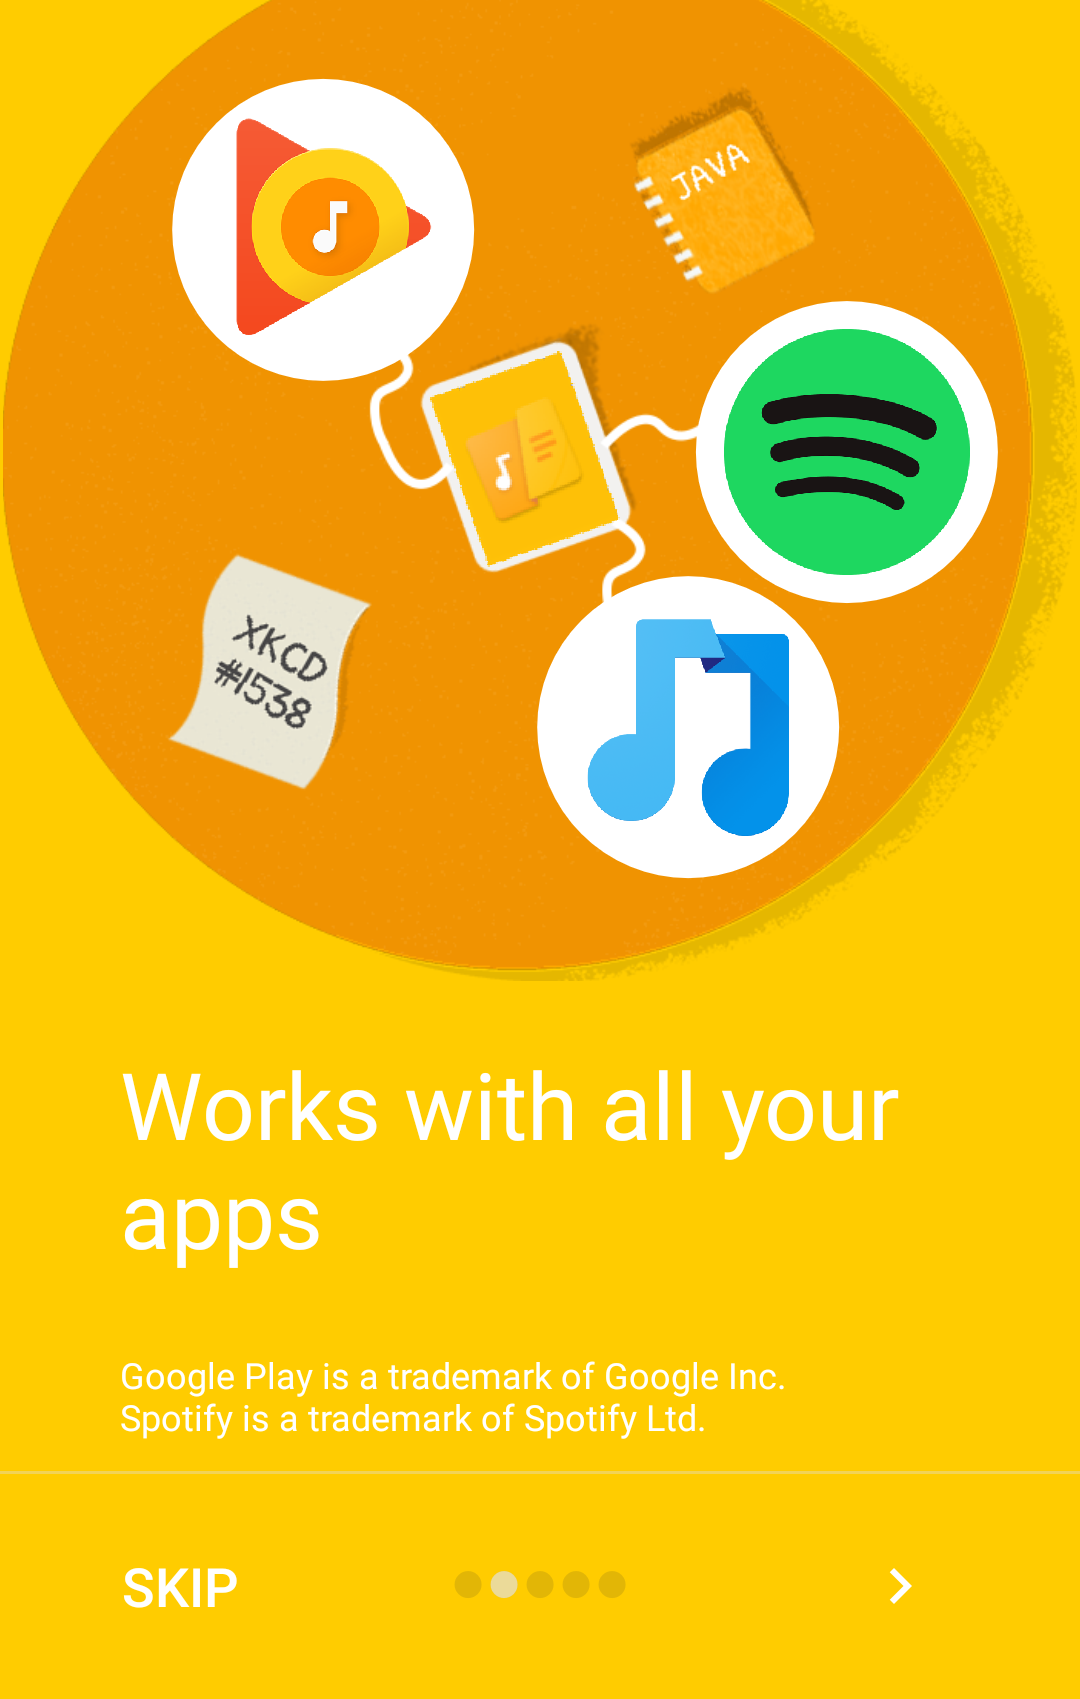 JAVA
XKCD
#1538
Works with all your
apps
Google Play is a trademark of Google Inc.
Spotify is a trademark of Spotify Ltd.
SKIP